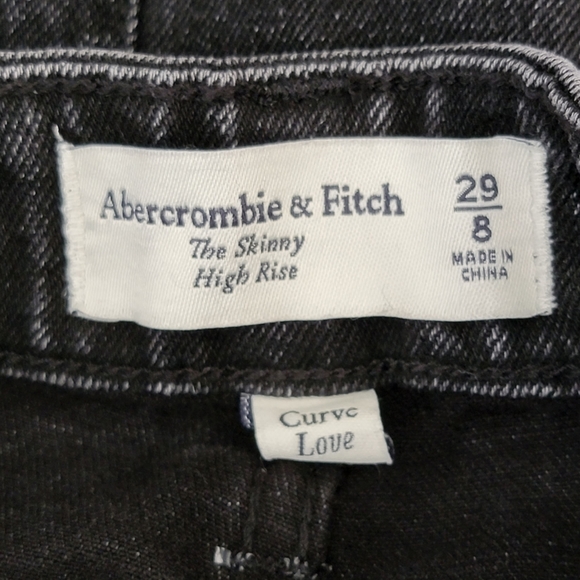 Abercrombie & Fitch
The Skinny
High Rise
29
8
MADE IN
CHINA
Curve
Love